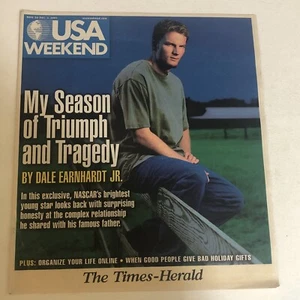 USA
WEEKEND
My Season
of Triumph
and Tragedy
BY DALE EARNHARDT JR.
In this exclusive, NASCAR's brightest
young star looks back with surprising
honesty at the complex relationship
he shared with his famous father.
PLUS: ORGANIZE YOUR LIFE ONLINE • WHEN GOOD PEOPLE GIVE BAD HOLIDAY GIFTS
The Times-Herald